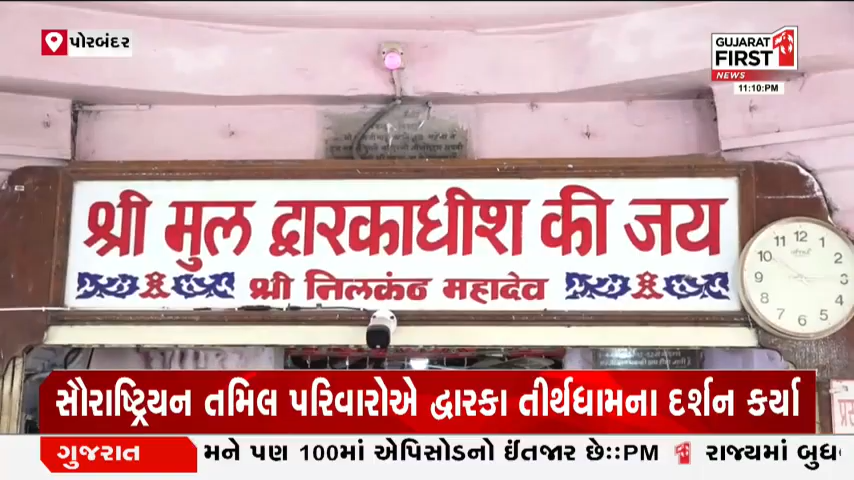 પોરબંદર
GUJARAT
FIRST
NEWS
11:10:PM
श्री मुल द्वारकाधीश की जय
श्री निलकंठ महादेव
સૌરાષ્ટ્રિયન તમિલ પરિવારોએ દ્વારકા તીર્થધામના દર્શન કર્યા
ગુજરાત
મને પણ 100માં એપિસોડનો ઈંતજાર છેઃ:PM
રાજ્યમાં બુધ